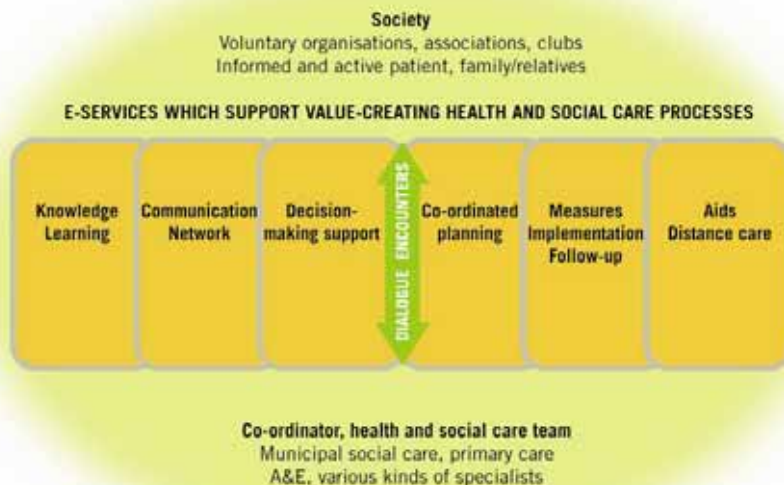 Society
Voluntary organisations, associations, clubs
Informed and active patient, family/relatives
E-SERVICES WHICH SUPPORT VALUE-CREATING HEALTH AND SOCIAL CARE PROCESSES
Knowledge
Learning
Communication
Network
Decision-
making support
DIALOGUE ENCOUNTERS
Co-ordinated
planning
Measures
Implementation
Follow-up
Aids
Distance care
Co-ordinator, health and social care team
Municipal social care, primary care
A&E, various kinds of specialists